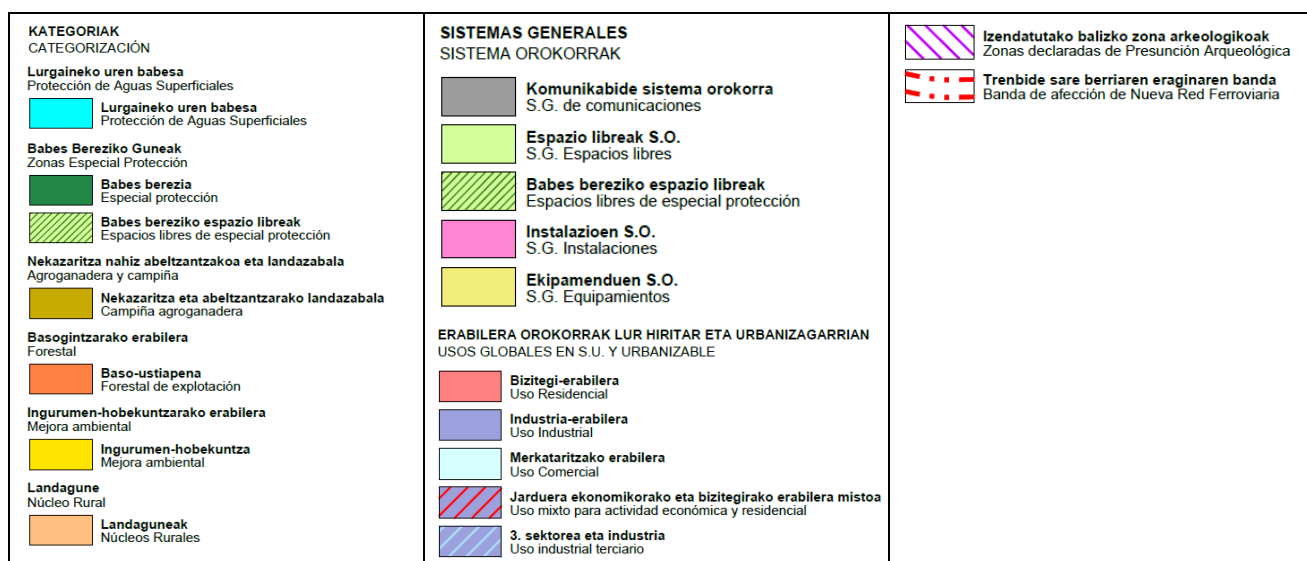 KATEGORIAK
CATEGORIZACIÓN
Lurgaineko uren babesa
Protección de Aguas Superficiales
Lurgaineko uren babesa
Protección de Aguas Superficiales
Babes Bereziko Guneak
Zonas Especial Protección
Babes berezia
Especial protección
Babes bereziko espazio libreak
Espacios libres de especial protección
Nekazaritza nahiz abeltzantzakoa eta landazabala
Agroganadera y campiña
Nekazaritza eta abeltzantzarako landazabala
Campiña agroganadera
Basogintzarako erabilera
Forestal
Baso-ustiapena
Forestal de explotación
Ingurumen-hobekuntzarako erabilera
Mejora ambiental
Ingurumen-hobekuntza
Mejora ambiental
Landagune
Núcleo Rural
Landaguneak
Núcleos Rurales
SISTEMAS GENERALES
SISTEMA OROKORRAK
Komunikabide sistema orokorra
S.G. de comunicaciones
Espazio libreak S.O.
S.G. Espacios libres
Babes bereziko espazio libreak
Espacios libres de especial protección
Instalazioen S.O.
S.G. Instalaciones
Ekipamenduen S.O.
S.G. Equipamientos
ERABILERA OROKORRAK LUR HIRITAR ETA URBANIZAGARRIAN
USOS GLOBALES EN S.U. Y URBANIZABLE
Bizitegi-erabilera
Uso Residencial
Industria-erabilera
Uso Industrial
Merkataritzako erabilera
Uso Comercial
Jarduera ekonomikorako eta bizitegirako erabilera mistoa
Uso mixto para actividad económica y residencial
3. sektorea eta industria
Uso industrial terciario
Izendatutako balizko zona arkeologikoak
Zonas declaradas de Presunción Arqueológica
Trenbide sare berriaren eraginaren banda
Banda de afección de Nueva Red Ferroviaria